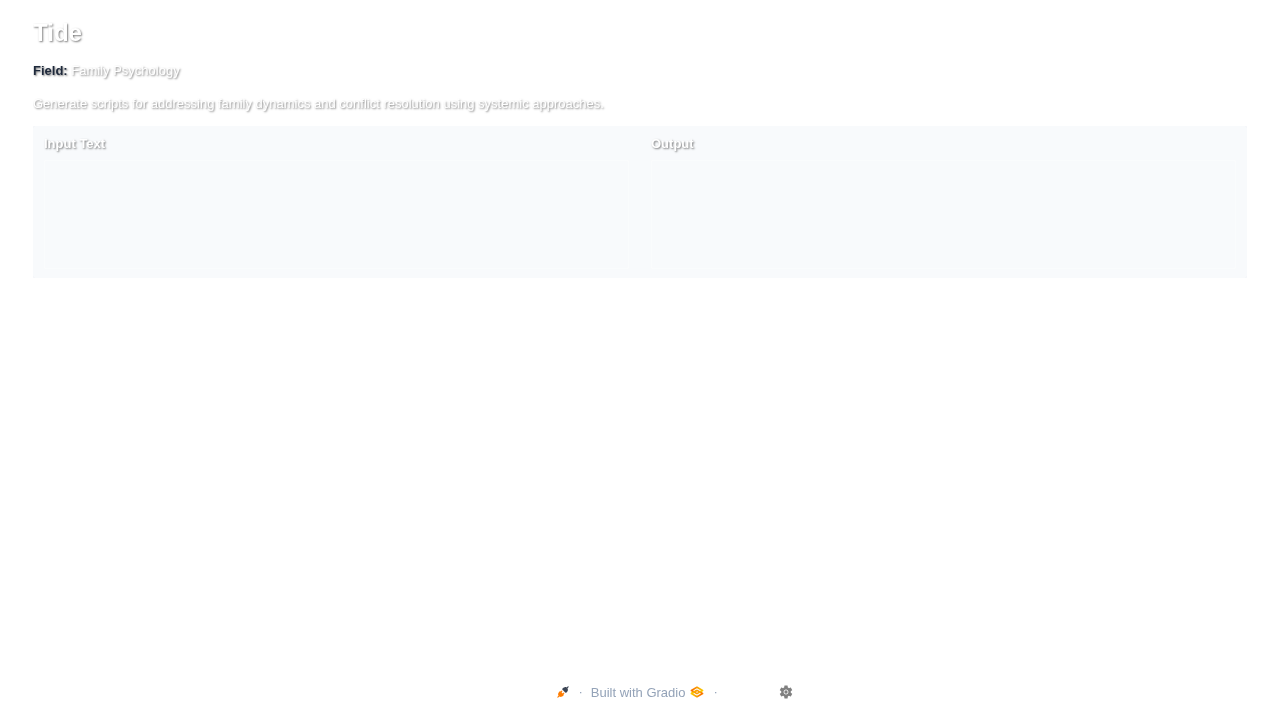 Tide
Field: Family Psychology
Generate scripts for addressing family dynamics and conflict resolution using systemic approaches.
Input Text
Output
· Built with Gradio ·